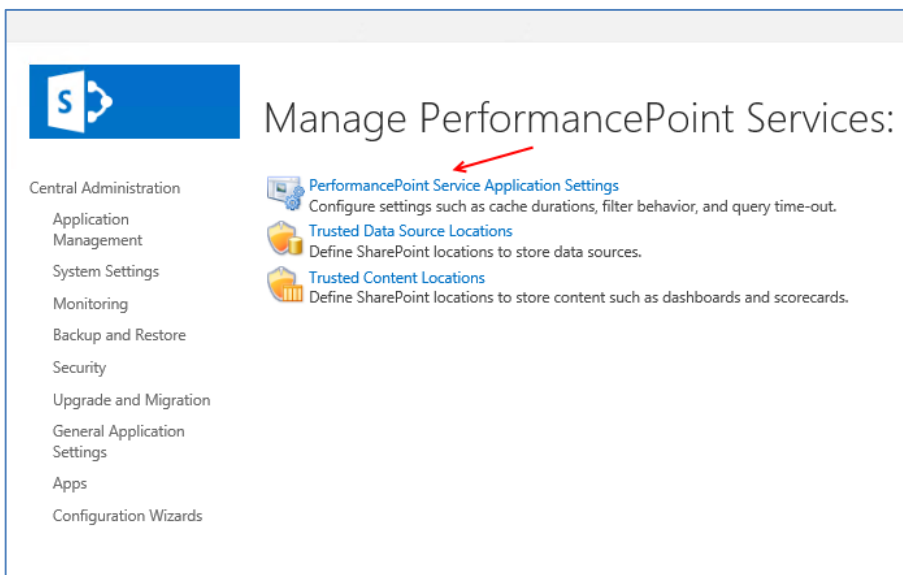 S
Manage PerformancePoint Services:
Central Administration
Application
Management
System Settings
Monitoring
Backup and Restore
Security
Upgrade and Migration
General Application
Settings
Apps
Configuration Wizards
PerformancePoint Service Application Settings
Configure settings such as cache durations, filter behavior, and query time-out.
Trusted Data Source Locations
Define SharePoint locations to store data sources.
Trusted Content Locations
Define SharePoint locations to store content such as dashboards and scorecards.